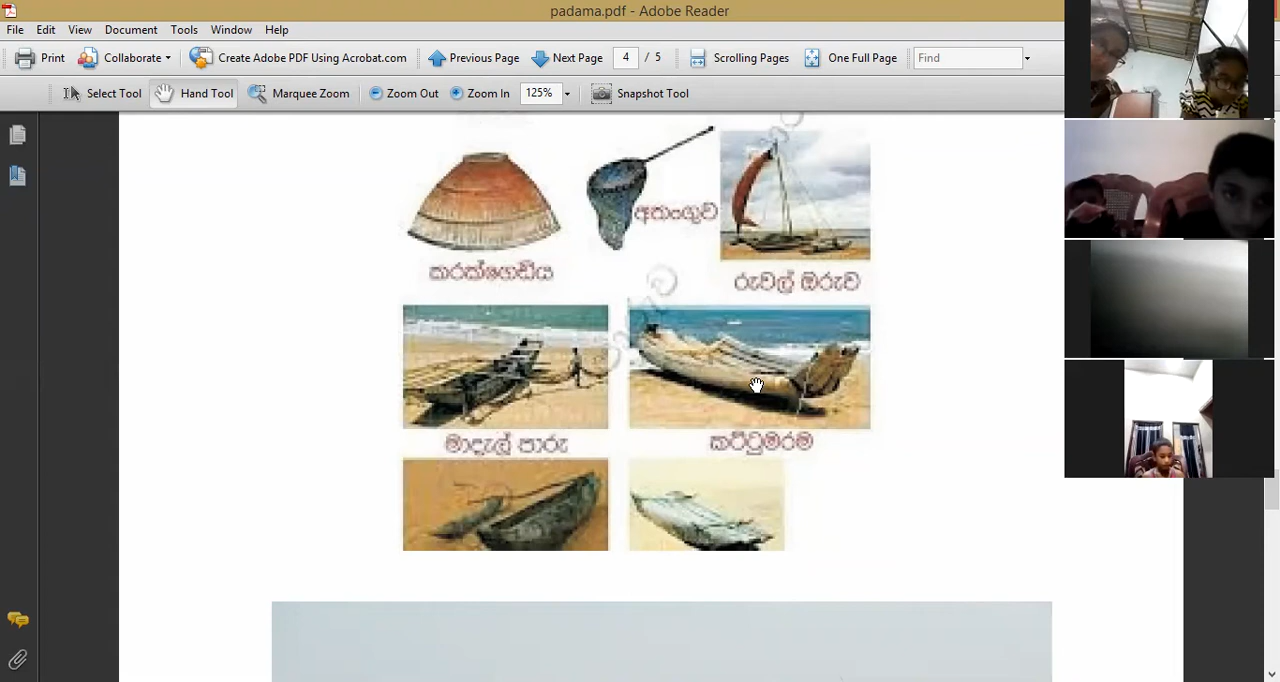 padama.pdf - Adobe Reader
File Edit View Document Tools Window Help
Print Collaborate Create Adobe PDF Using Acrobat.com Previous Page Next Page 4 / 5 Scrolling Pages One Full Page Find
Select Tool Hand Tool Marquee Zoom Zoom Out Zoom In 125% Snapshot Tool
අතංගුව
කරක්ගෙඩිය
රුවල් ඔරුව
මාදැල් පාරු
කට්ටුමරම